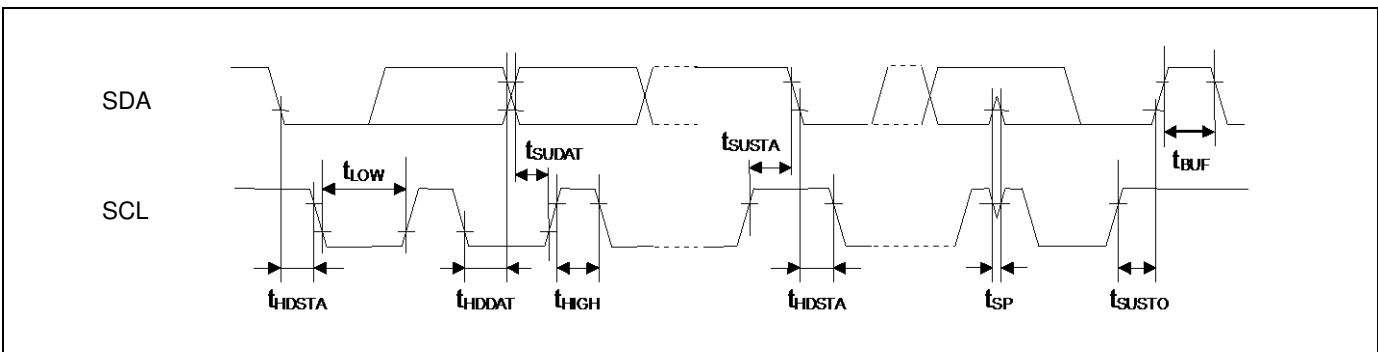 SDA
tSUDAT
tSUSTA
tBUF
tLOW
SCL
tHDSTA
tHDDAT
tHIGH
tHDSTA
tSP
tSUSTO